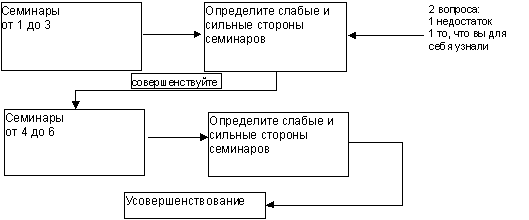 Семинары
от 1 до 3
Определите слабые и
сильные стороны
семинаров
2 вопроса:
1 недостаток
1 то, что вы для
себя узнали
совершенствуйте
Семинары
от 4 до 6
Определите слабые и
сильные стороны
семинаров
Усовершенствование